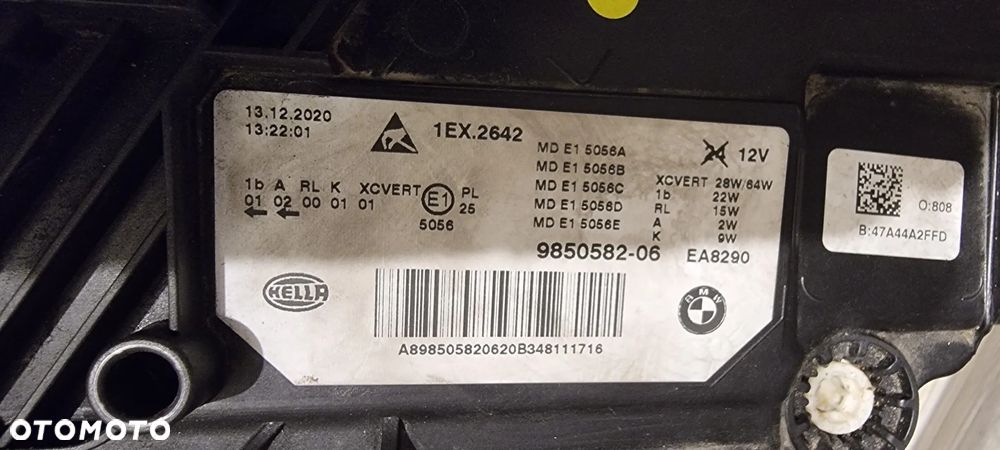 13.12.2020
13:22:01
1EX.2642
MD E1 5056A
MD E1 5056B
MD E1 5056C
MD E1 5056D
MD E1 5056E
24 12V
XCVERT 28W/64W
1b 22W
RL 15W
A 2W
K 9W
1b A RL K XCVERT
01 02 00 01 01
E1
PL
25
5056
9850582-06 EA8290
HELLA
BMW
A898505820620B348111716
O:808
B:47A44A2FFD
OTOMOTO